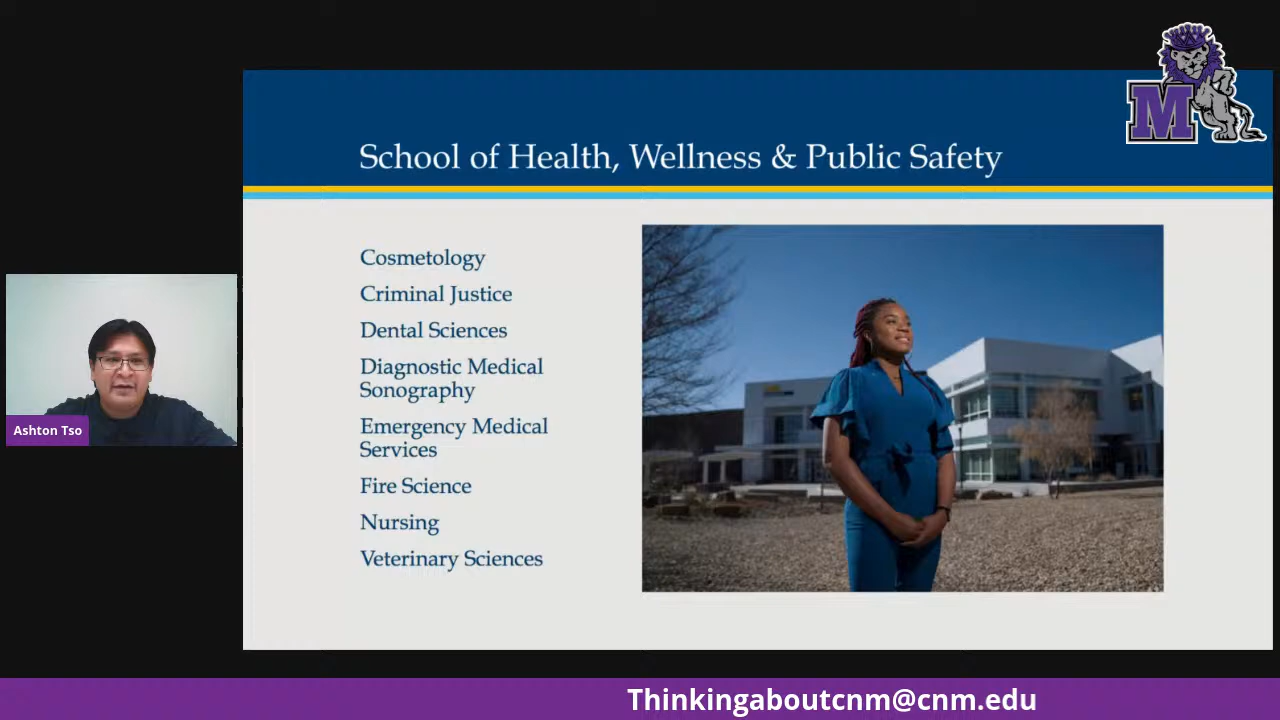 M
School of Health, Wellness & Public Safety
Cosmetology
Criminal Justice
Dental Sciences
Diagnostic Medical
Sonography
Emergency Medical
Services
Fire Science
Nursing
Veterinary Sciences
Ashton Tso
Thinkingaboutcnm@cnm.edu